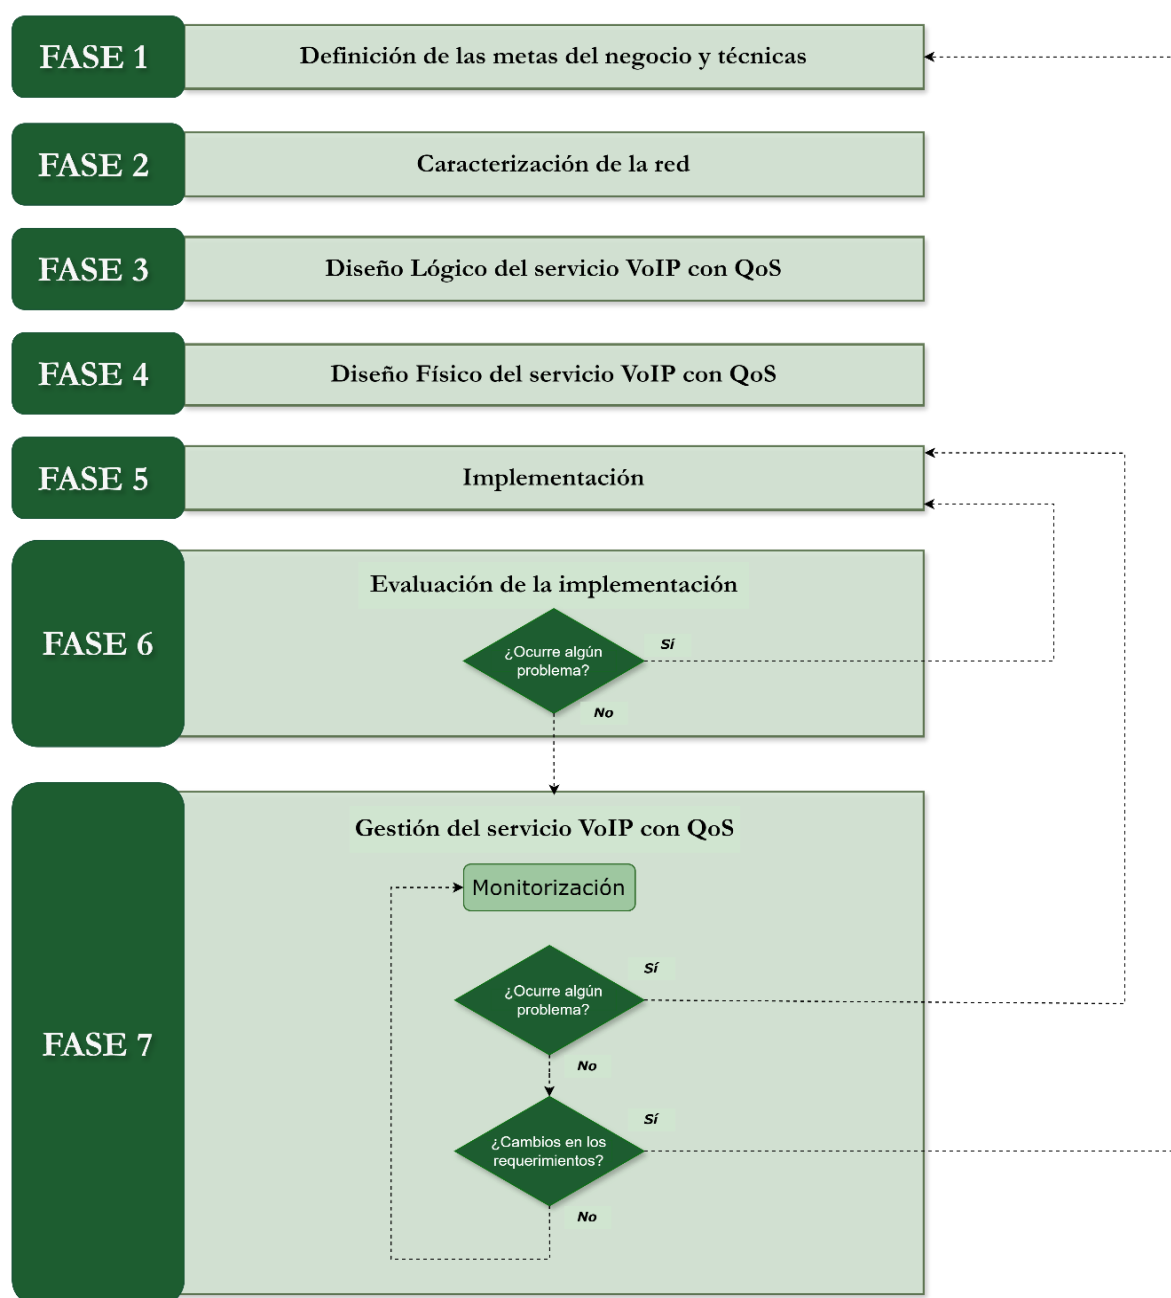 FASE 1
Definición de las metas del negocio y técnicas
FASE 2
Caracterización de la red
FASE 3
Diseño Lógico del servicio VoIP con QoS
FASE 4
Diseño Físico del servicio VoIP con QoS
FASE 5
Implementación
FASE 6
Evaluación de la implementación
¿Ocurre algún
problema?
Sí
No
FASE 7
Gestión del servicio VoIP con QoS
Monitorización
¿Ocurre algún
problema?
Sí
No
¿Cambios en los
requerimientos?
Sí
No